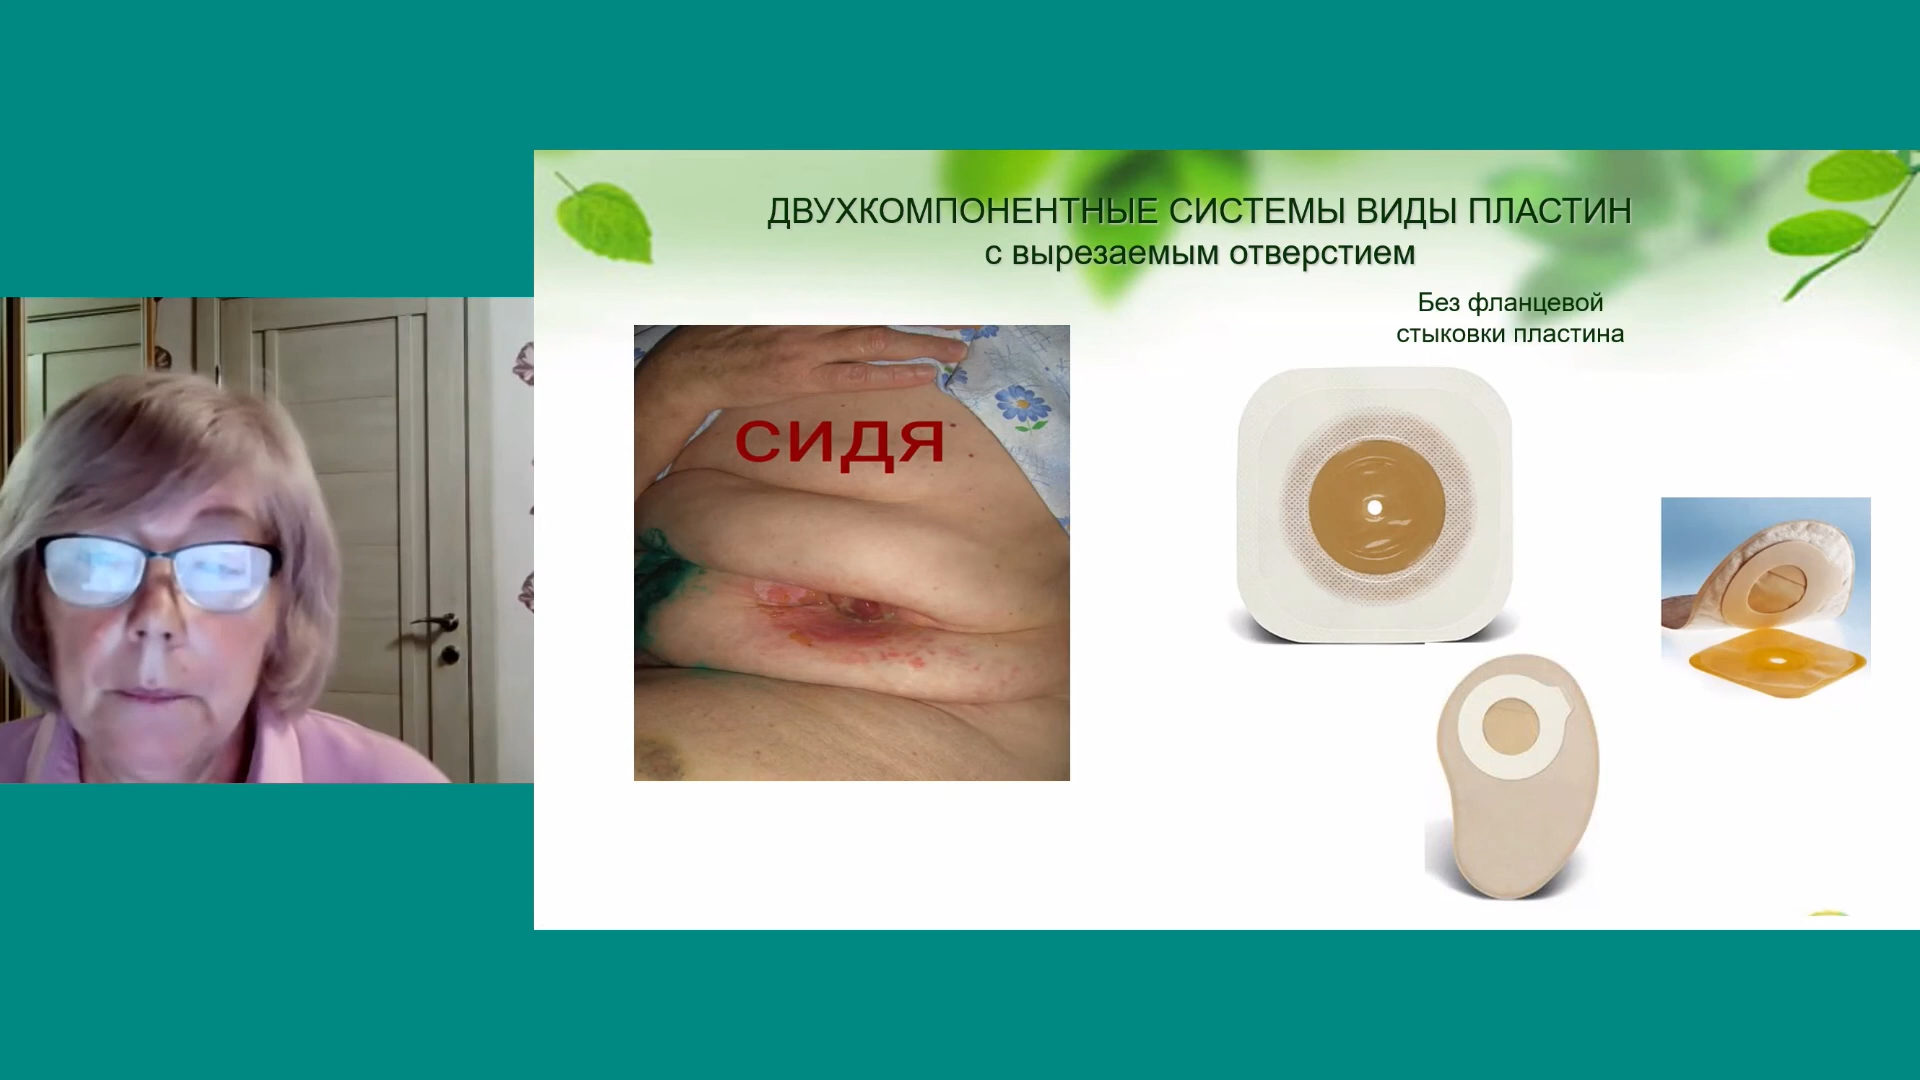 ДВУХКОМПОНЕНТНЫЕ СИСТЕМЫ ВИДЫ ПЛАСТИН
с вырезаемым отверстием
Без фланцевой
стыковки пластина
СИДЯ